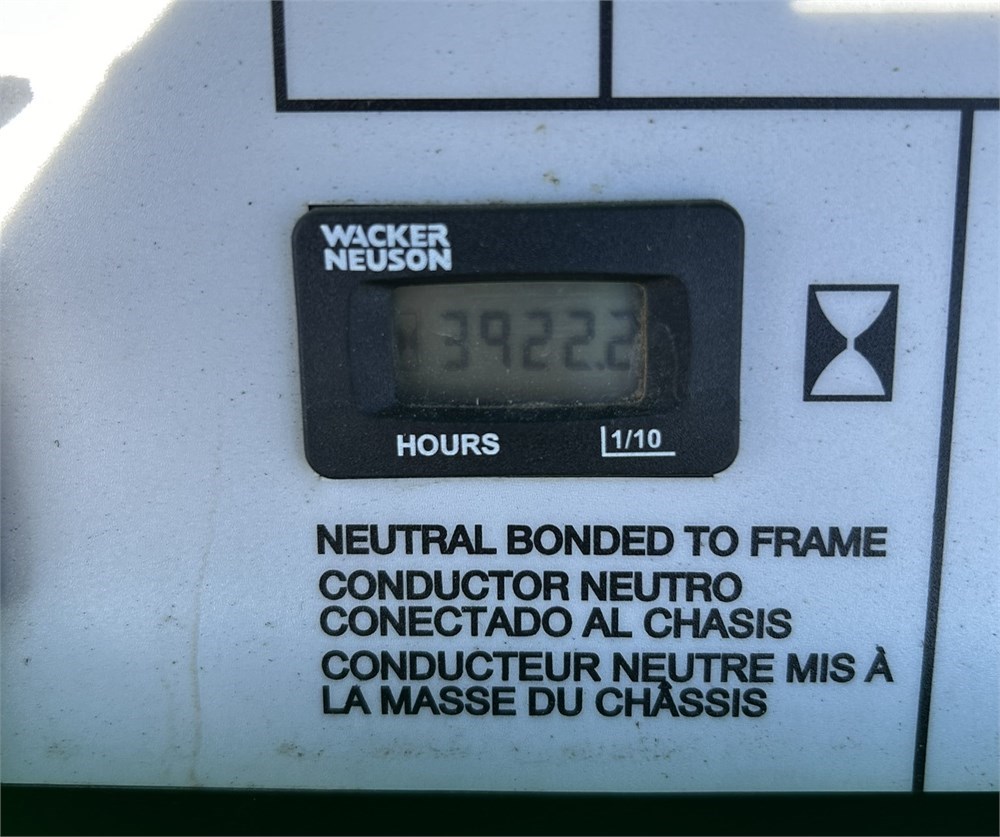 WACKER
NEUSON
3922.2
HOURS 1/10
NEUTRAL BONDED TO FRAME
CONDUCTOR NEUTRO
CONECTADO AL CHASIS
CONDUCTEUR NEUTRE MIS À
LA MASSE DU CHÂSSIS